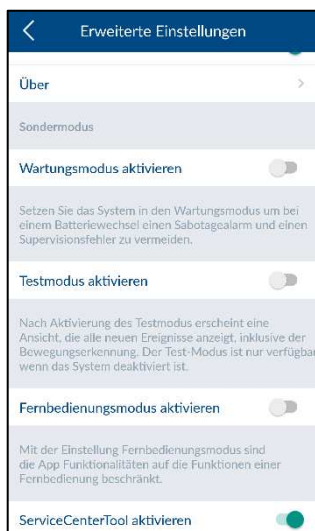 Erweiterte Einstellungen
Über
Sondermodus
Wartungsmodus aktivieren
Setzen Sie das System in den Wartungsmodus um bei
einem Batteriewechsel einen Sabotagealarm und einen
Supervisionsfehler zu vermeiden.
Testmodus aktivieren
Nach Aktivierung des Testmodus erscheint eine
Ansicht, die alle neuen Ereignisse anzeigt, inklusive der
Bewegungserkennung. Der Test-Modus ist nur verfügbar
wenn das System deaktiviert ist.
Fernbedienungsmodus aktivieren
Mit der Einstellung Fernbedienungsmodus sind
die App Funktionalitäten auf die Funktionen einer
Fernbedienung beschränkt.
ServiceCenterTool aktivieren